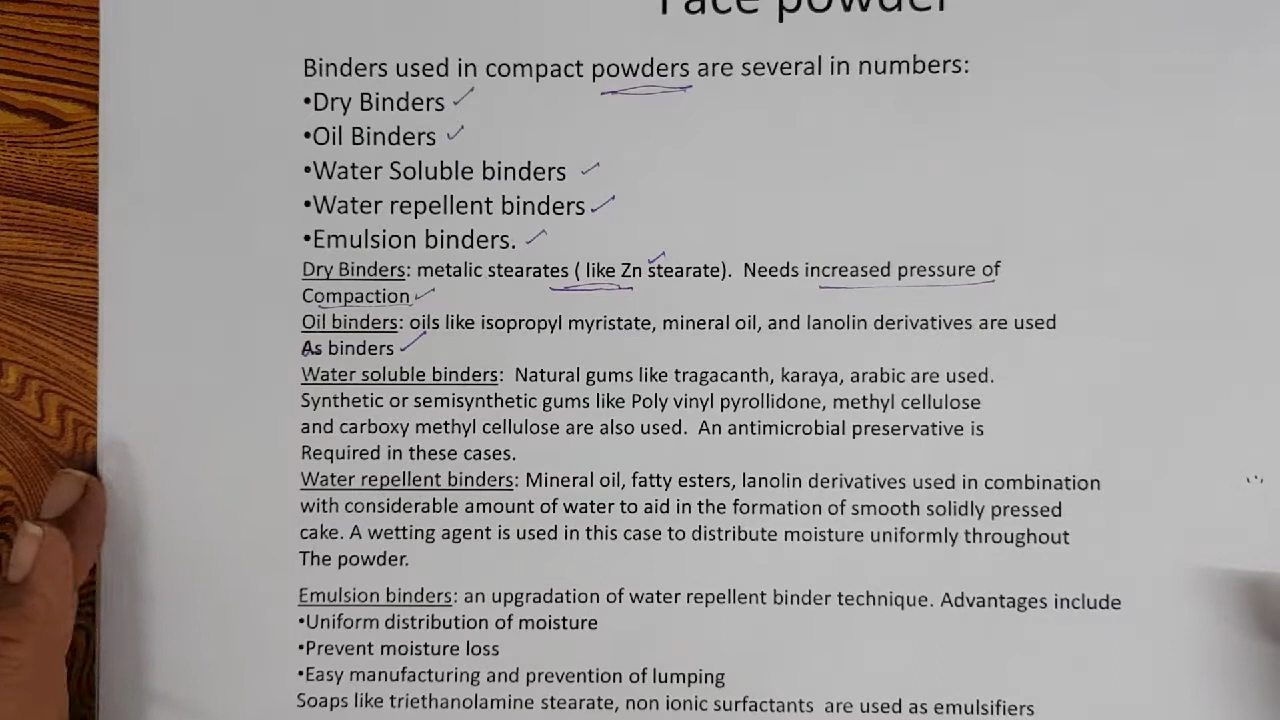 Face powder
Binders used in compact powders are several in numbers:
•Dry Binders
•Oil Binders
•Water Soluble binders
•Water repellent binders
•Emulsion binders.
Dry Binders: metalic stearates ( like Zn stearate).  Needs increased pressure of
Compaction
Oil binders: oils like isopropyl myristate, mineral oil, and lanolin derivatives are used
As binders
Water soluble binders:  Natural gums like tragacanth, karaya, arabic are used.
Synthetic or semisynthetic gums like Poly vinyl pyrollidone, methyl cellulose
and carboxy methyl cellulose are also used.  An antimicrobial preservative is
Required in these cases.
Water repellent binders: Mineral oil, fatty esters, lanolin derivatives used in combination
with considerable amount of water to aid in the formation of smooth solidly pressed
cake. A wetting agent is used in this case to distribute moisture uniformly throughout
The powder.
Emulsion binders: an upgradation of water repellent binder technique. Advantages include
•Uniform distribution of moisture
•Prevent moisture loss
•Easy manufacturing and prevention of lumping
Soaps like triethanolamine stearate, non ionic surfactants  are used as emulsifiers